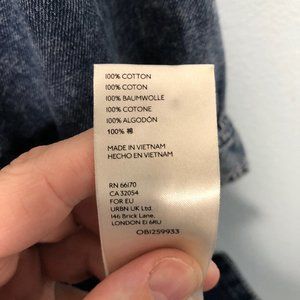 100% COTTON
100% COTON
100% BAUMWOLLE
100% COTONE
100% ALGODÓN
100% 棉
MADE IN VIETNAM
HECHO EN VIETNAM
RN 66170
CA 32054
FOR EU
URBN UK Ltd.
146 Brick Lane,
LONDON E1 6RU
OB1259933